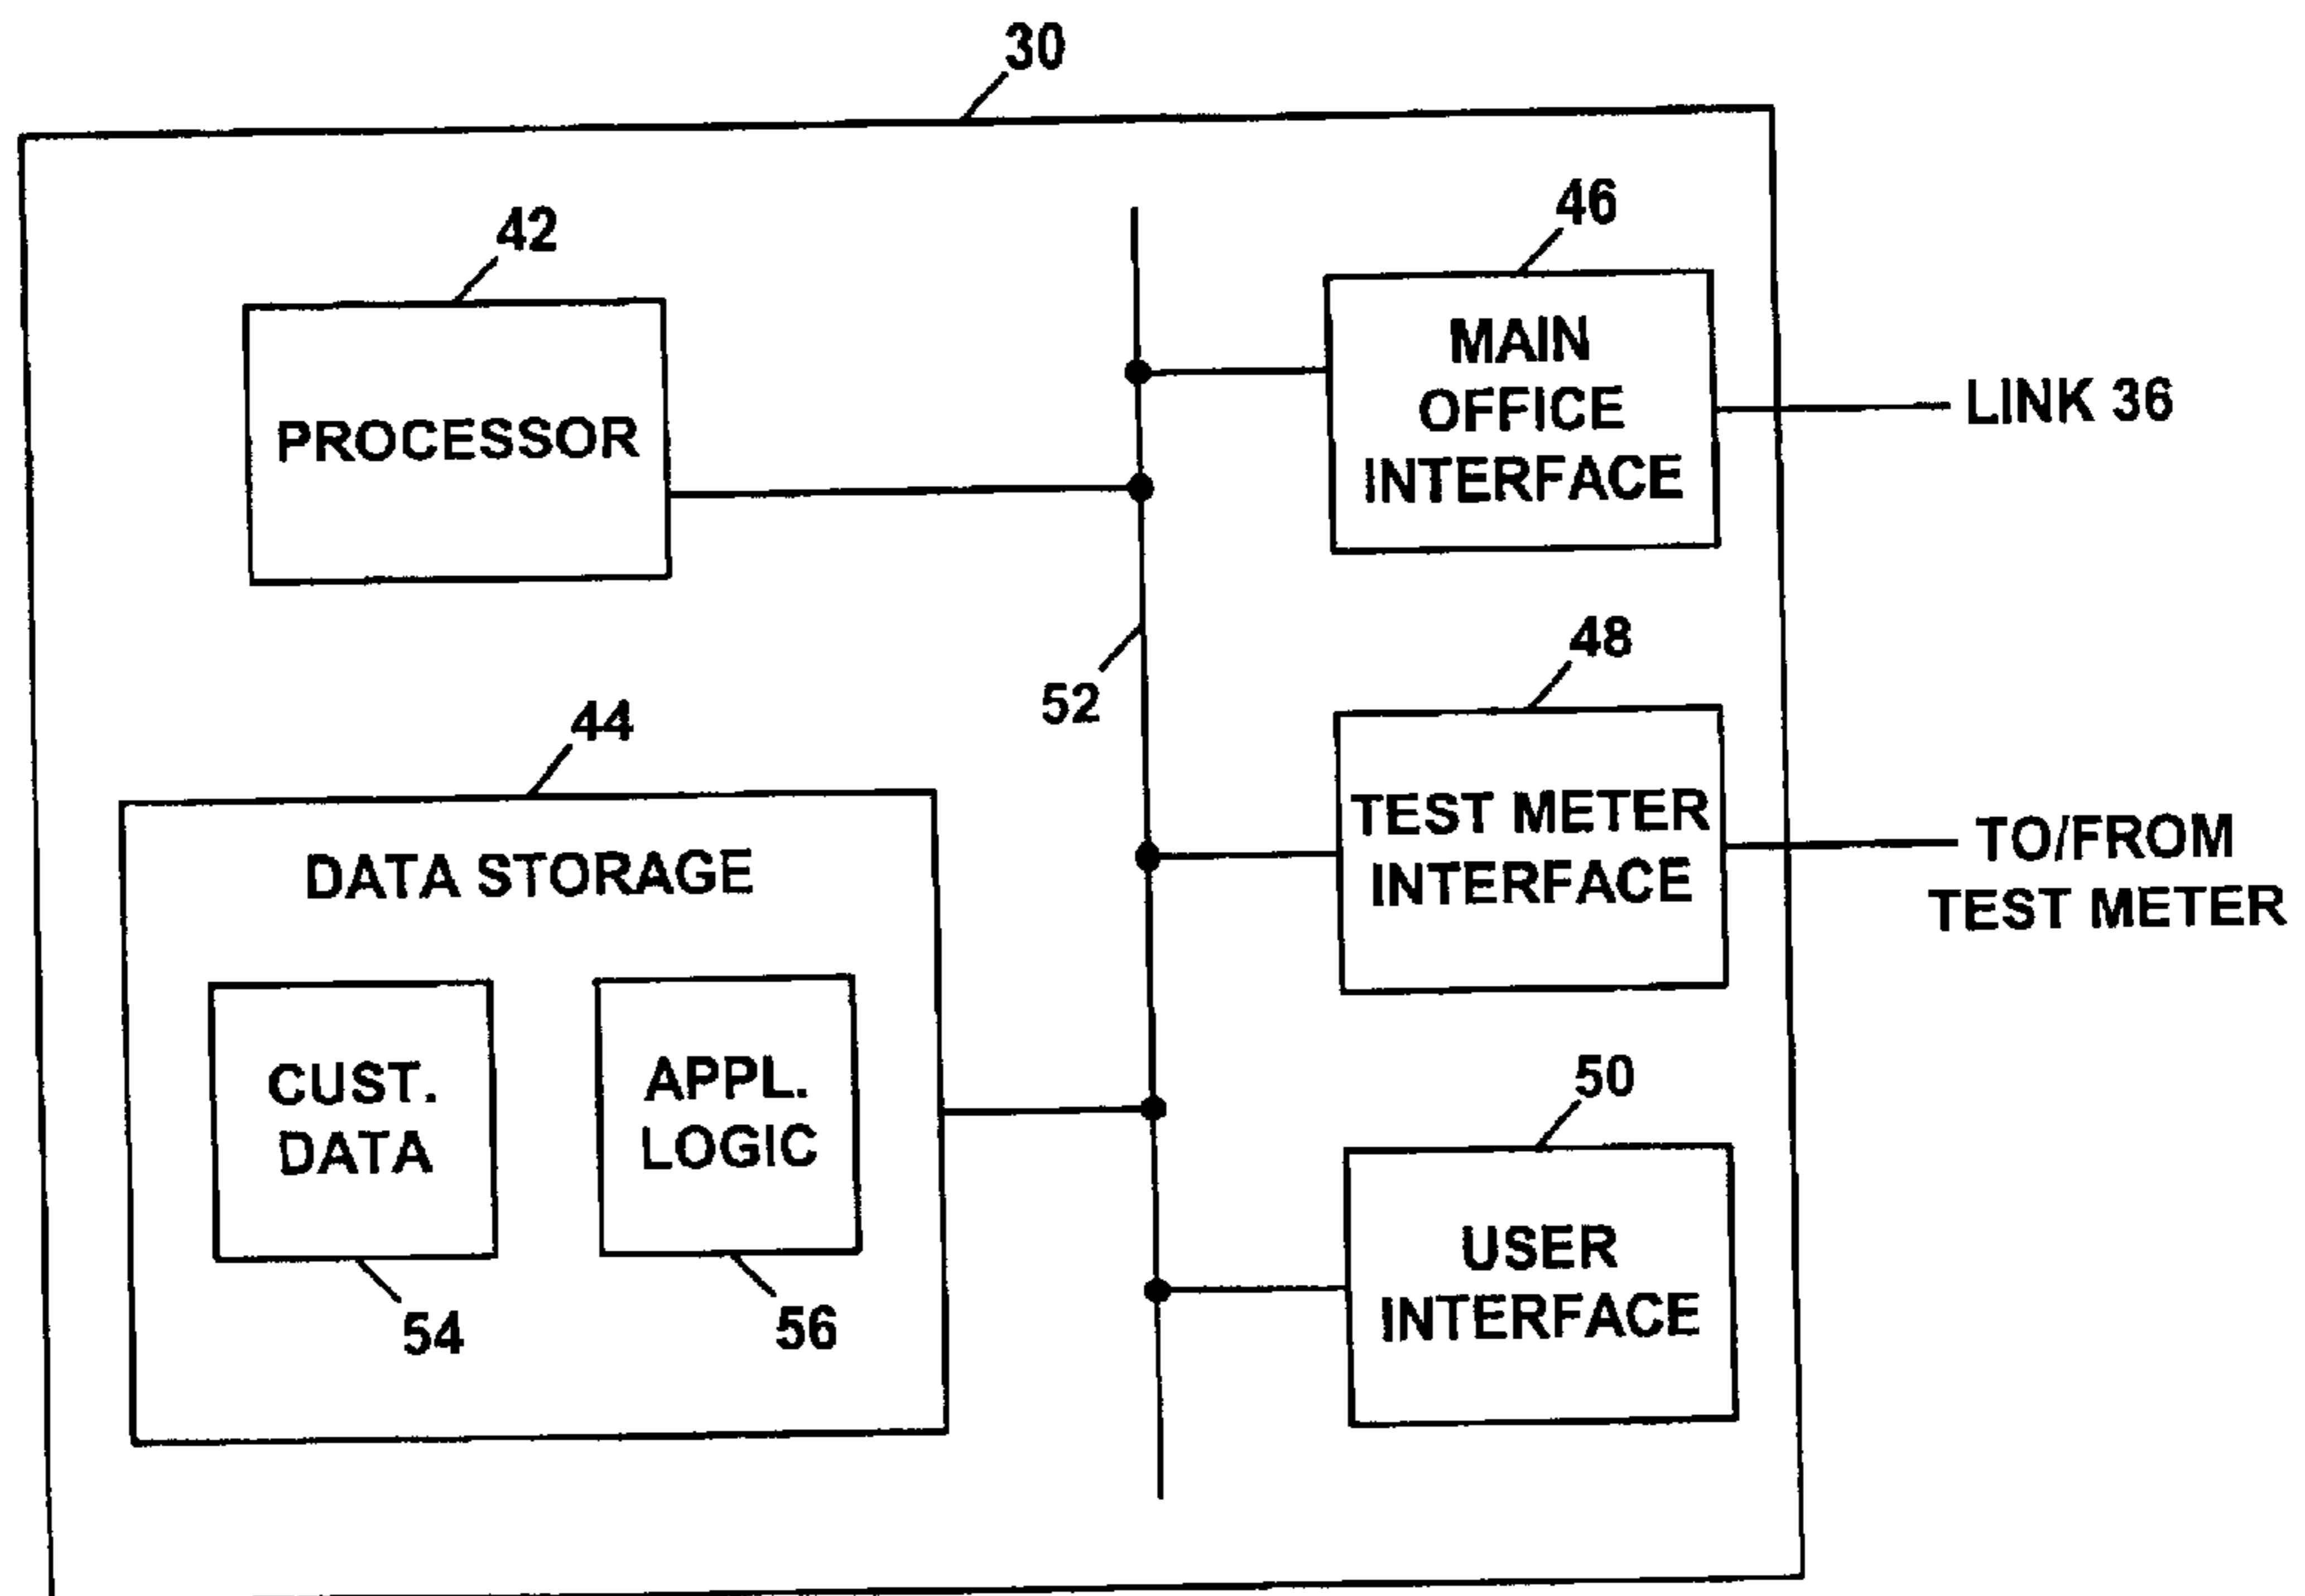 30
42
46
PROCESSOR
MAIN
OFFICE
INTERFACE
LINK 36
52
48
44
TEST METER
INTERFACE
TO/FROM
TEST METER
DATA STORAGE
CUST.
DATA
APPL.
LOGIC
50
USER
INTERFACE
54
56